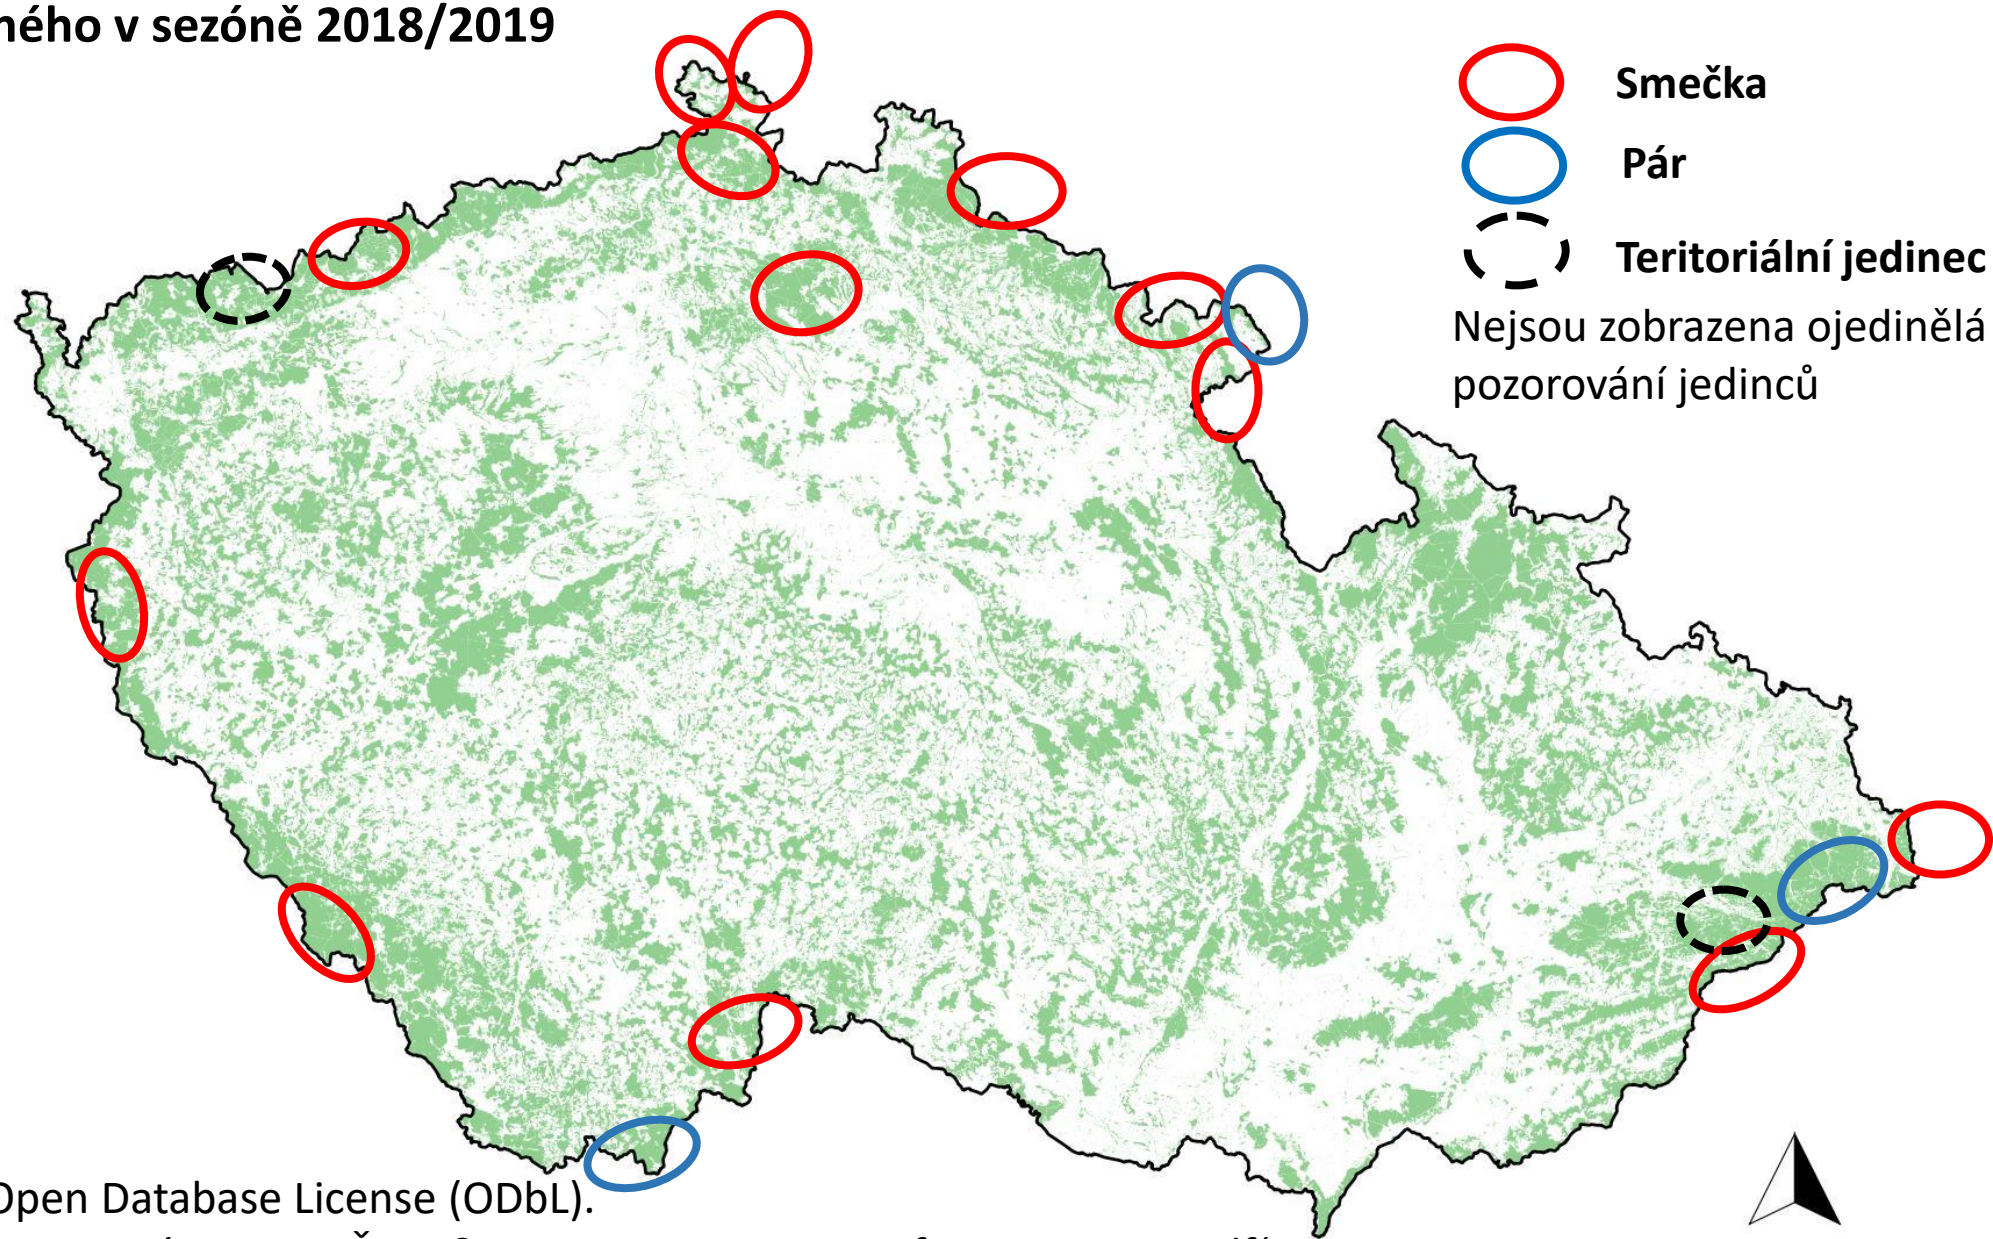 ného v sezóně 2018/2019
Smečka
Pár
Teritoriální jedinec
Nejsou zobrazena ojedinělá
pozorování jedinců
Open Database License (ODbL).